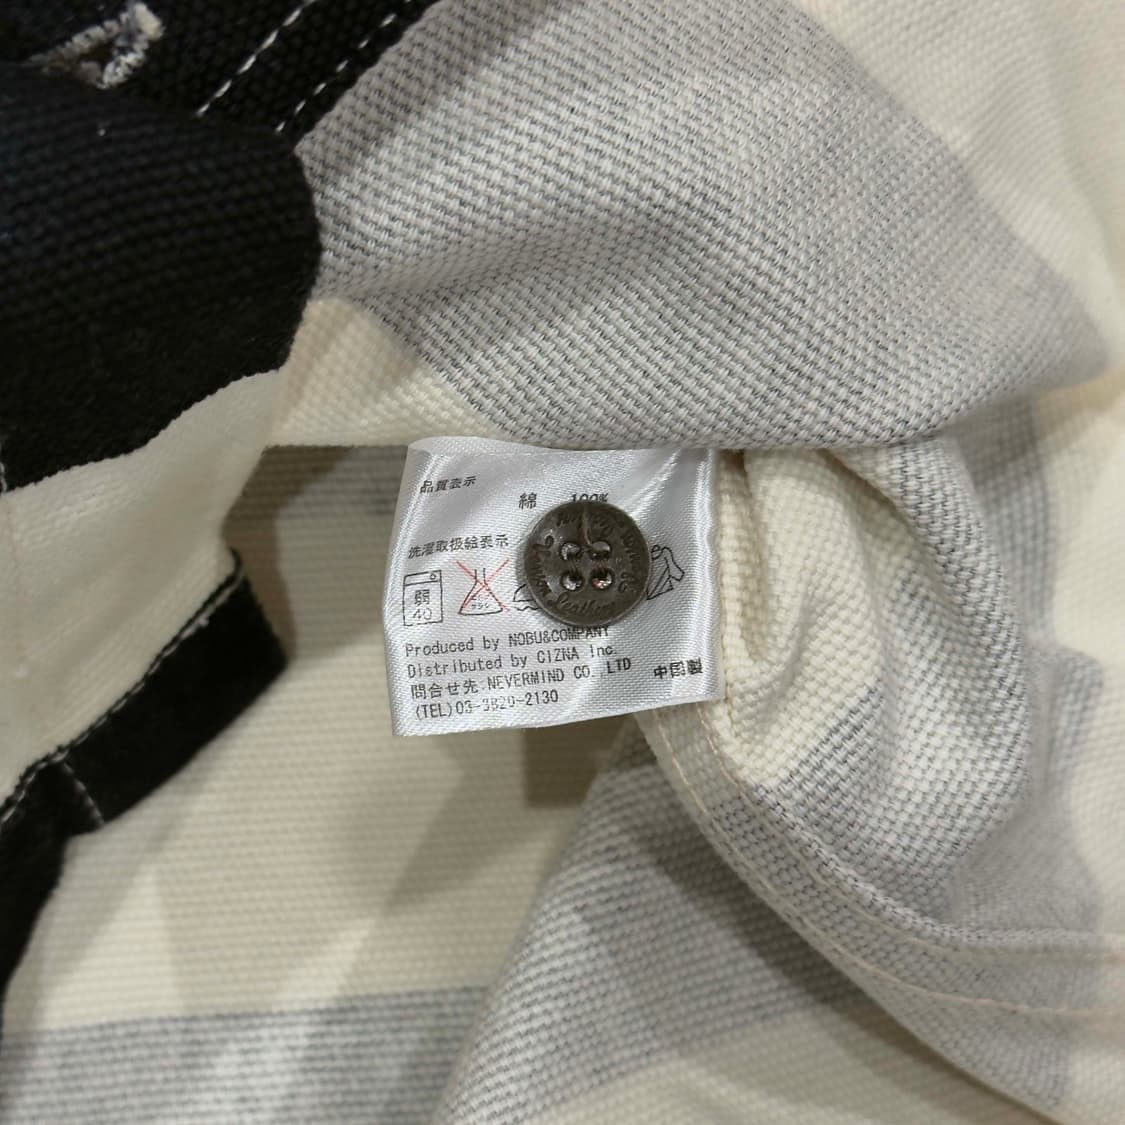 品質表示
綿 100%
洗濯取扱絵表示
弱
40
Produced by NOBU&COMPANY
Distributed by CIZNA Inc.
問合せ先:NEVERMIND CO.,LTD 中国製
(TEL)03-3820-2130
Leather